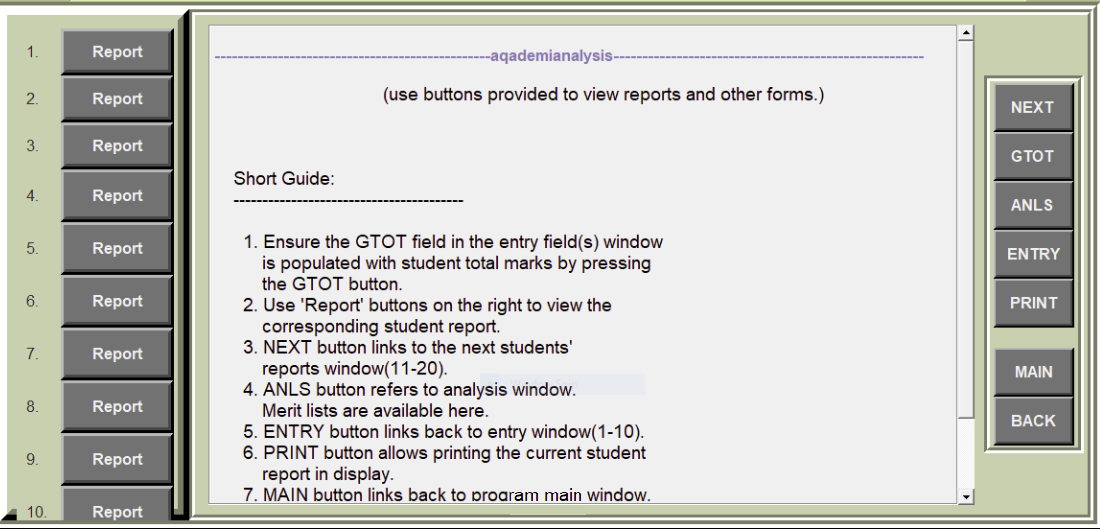 1. Report
2. Report
3. Report
4. Report
5. Report
6. Report
7. Report
8. Report
9. Report
10. Report
------------------------------------------------aqademianalysis------------------------------------------------------
(use buttons provided to view reports and other forms.)
Short Guide:
----------------------------------------
1. Ensure the GTOT field in the entry field(s) window
is populated with student total marks by pressing
the GTOT button.
2. Use 'Report' buttons on the right to view the
corresponding student report.
3. NEXT button links to the next students'
reports window(11-20).
4. ANLS button refers to analysis window.
Merit lists are available here.
5. ENTRY button links back to entry window(1-10).
6. PRINT button allows printing the current student
report in display.
7. MAIN button links back to program main window.
NEXT
GTOT
ANLS
ENTRY
PRINT
MAIN
BACK